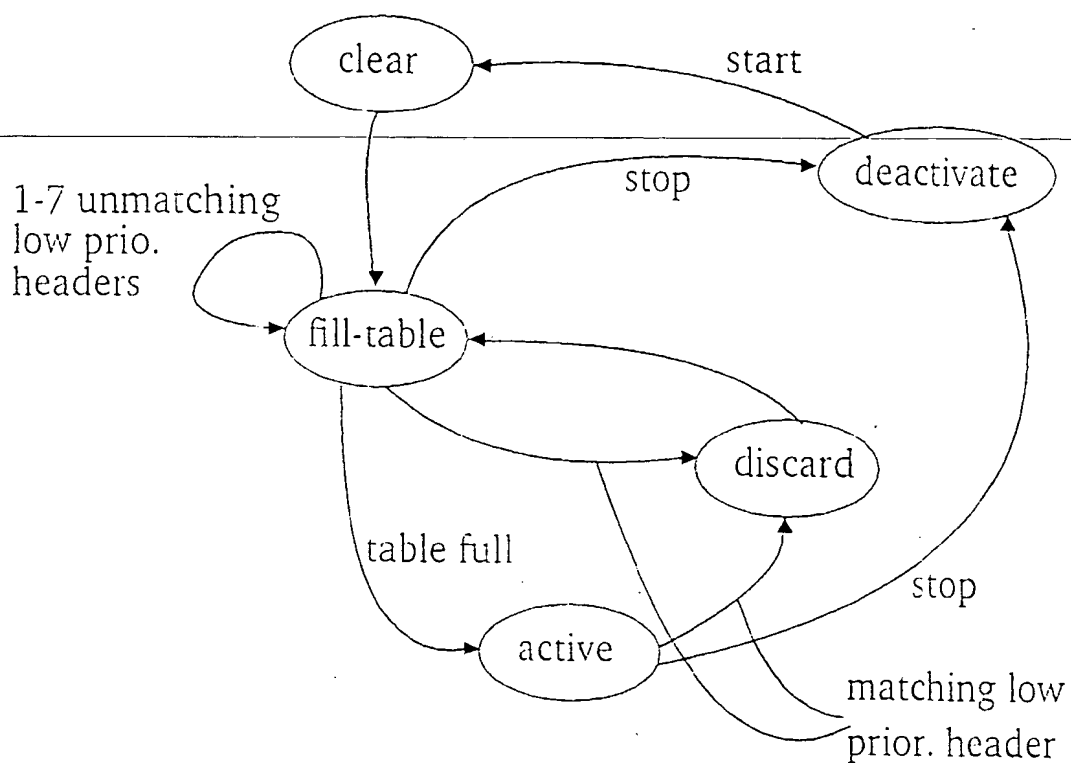 clear
start
deactivate
stop
1-7 unmatching
low prio.
headers
fill-table
discard
table full
stop
active
matching low
prior. header